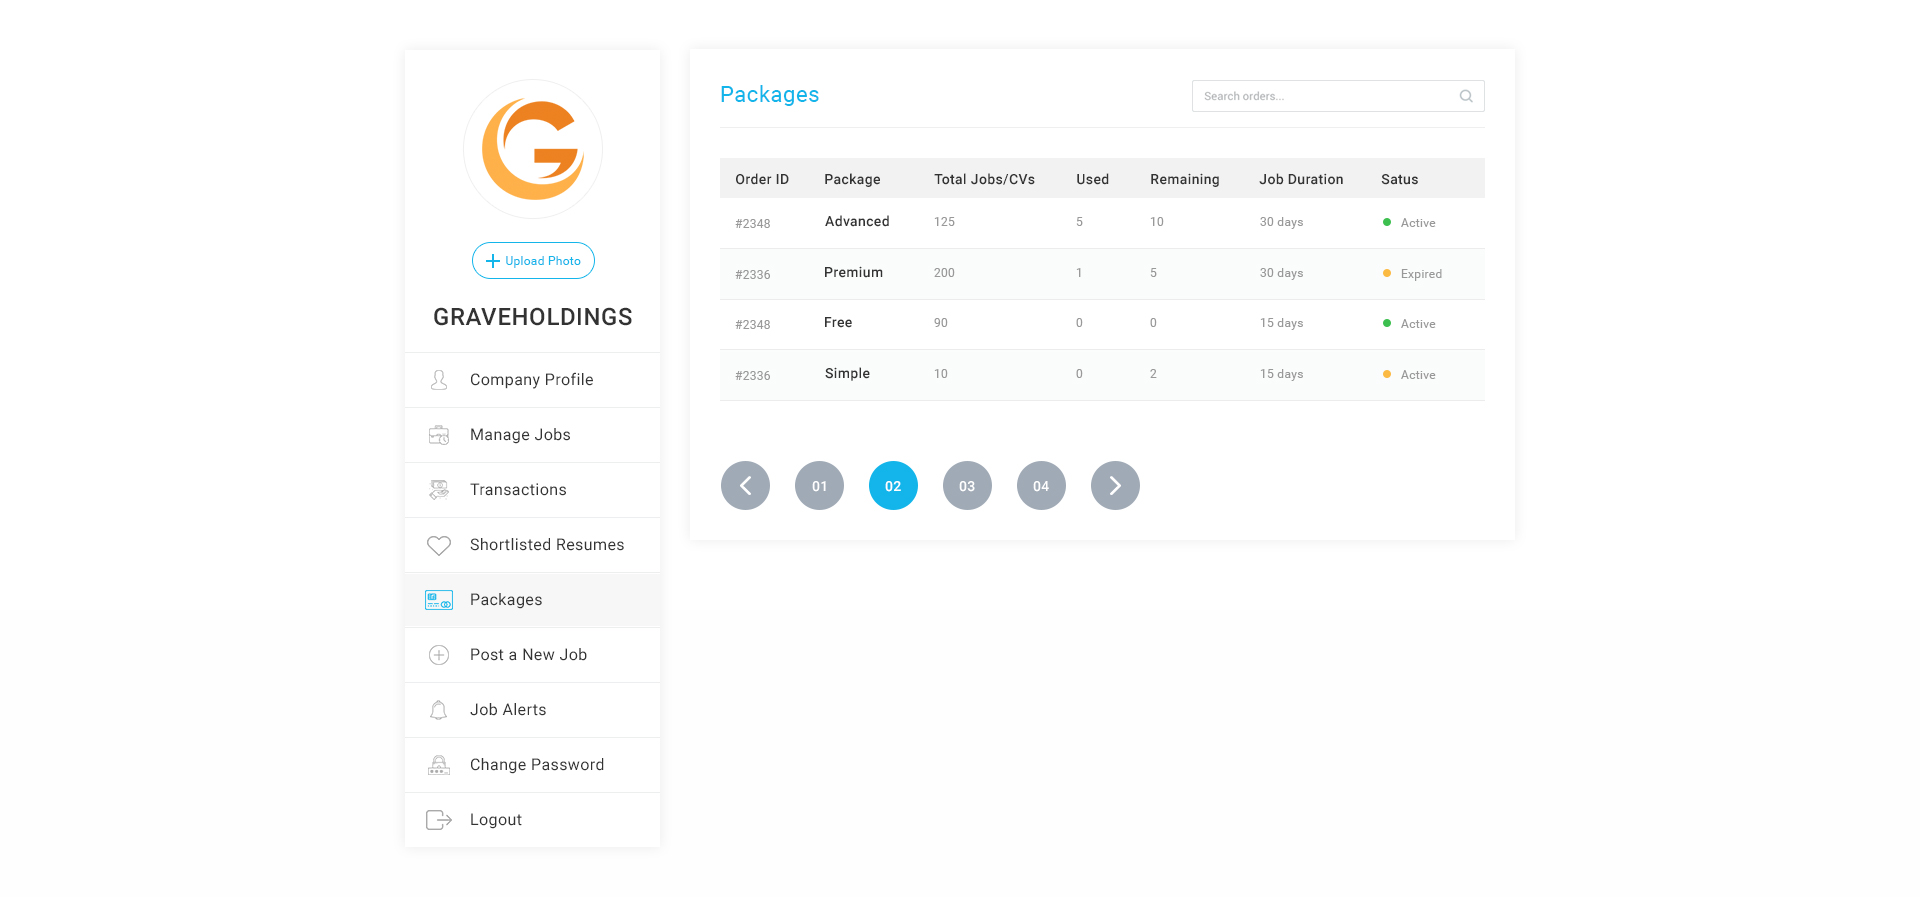 GRAVEHOLDINGS
Upload Photo
Company Profile
Manage Jobs
Transactions
Shortlisted Resumes
Packages
Post a New Job
Job Alerts
Change Password
Logout
Packages
Search orders...
Order ID Package Total Jobs/CVs Used Remaining Job Duration Satus
#2348 Advanced 125 5 10 30 days Active
#2336 Premium 200 1 5 30 days Expired
#2348 Free 90 0 0 15 days Active
#2336 Simple 10 0 2 15 days Active
01 02 03 04